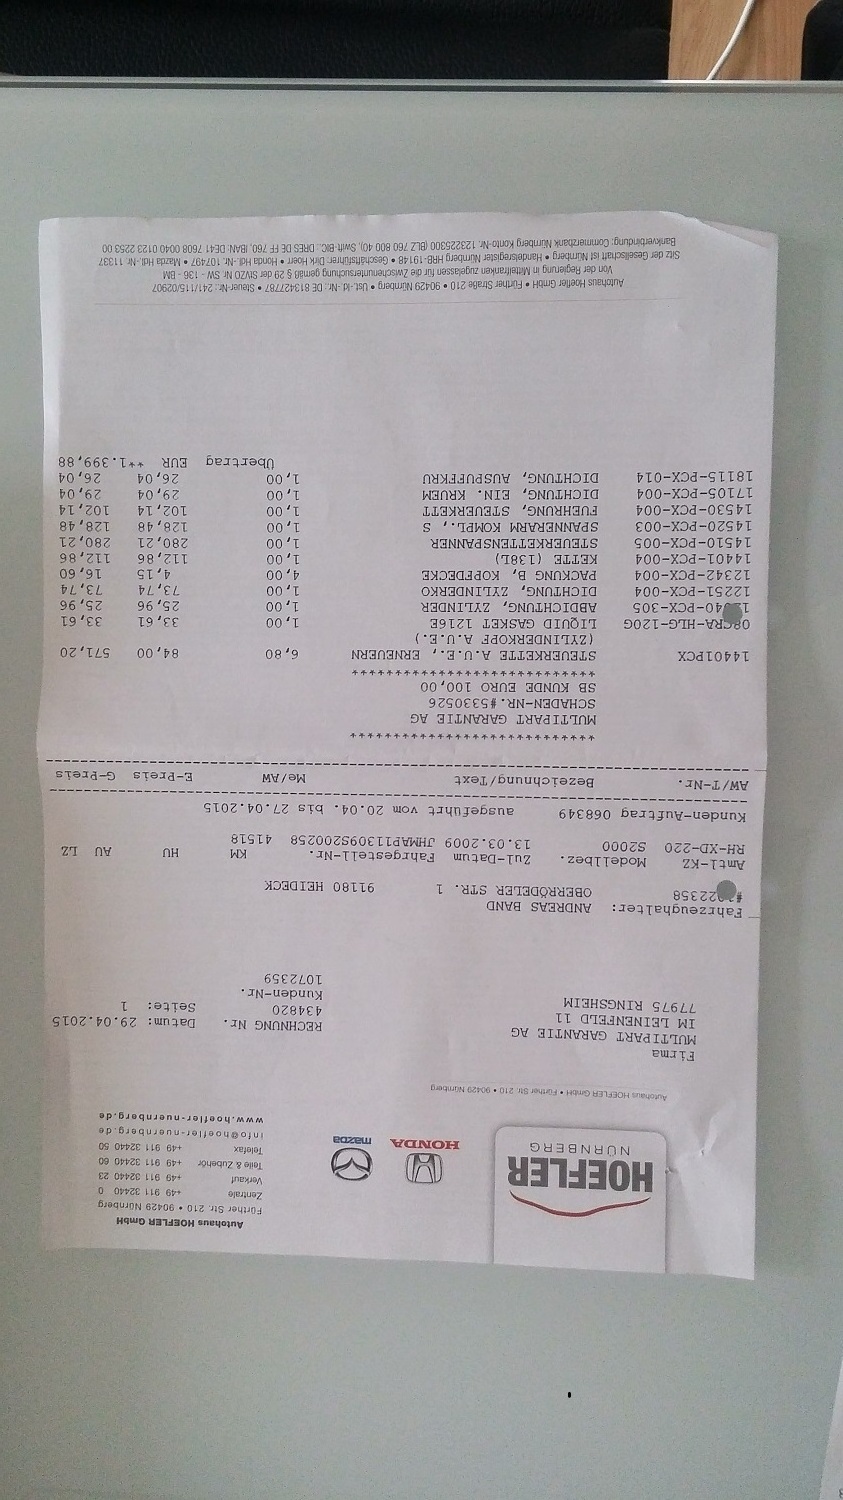 HOEFLER
NÜRNBERG
HONDA
mazda
Autohaus HOEFLER GmbH
Fürther Str. 210 • 90429 Nürnberg
Zentrale +49 911 32440 0
Verkauf +49 911 32440 23
Teile & Zubehör +49 911 32440 60
Telefax +49 911 32440 50
info@hoefler-nuernberg.de
www.hoefler-nuernberg.de
Autohaus HOEFLER GmbH • Fürther Str. 210 • 90429 Nürnberg
Firma
MULTIPART GARANTIE AG
IM LEINENFELD 11
77975 RINGSHEIM
RECHNUNG Nr. Datum: 29.04.2015
434820 Seite: 1
Kunden-Nr.
1072359
Fahrzeughalter: ANDREAS BAND
22358 OBERRÖDELER STR. 1 91180 HEIDECK
Amtl-KZ Modellbez. Zul-Datum Fahrgestell-Nr. KM HU AU LZ
RH-XD-220 S2000 13.03.2009 JHMAP11309S200258 41518
Kunden-Auftrag 068349 ausgeführt vom 20.04. bis 27.04.2015
AW/T-Nr. Bezeichnung/Text Me/AW E-Preis G-Preis
****************************
MULTIPART GARANTIE AG
SCHADEN-NR.#5330526
SB KUNDE EURO 100,00
****************************
14401PCX STEUERKETTE A.U.E., ERNEUERN 6,80 84,00 571,20
(ZYLINDERKOPF A.U.E.)
08CRA-HLG-120G LIQUID GASKET 1216E 1,00 33,61 33,61
40-PCX-305 ABDICHTUNG, ZYLINDER 1,00 25,96 25,96
12251-PCX-004 DICHTUNG, ZYLINDERKO 1,00 73,74 73,74
12342-PCX-004 PACKUNG B, KOPFDECKE 4,00 4,15 16,60
14401-PCX-004 KETTE (138L) 1,00 112,86 112,86
14510-PCX-005 STEUERKETTENSPANNER 1,00 280,21 280,21
14520-PCX-003 SPANNERARM KOMPL., S 1,00 128,48 128,48
14530-PCX-004 FUEHRUNG, STEUERKETT 1,00 102,14 102,14
17105-PCX-004 DICHTUNG, EIN. KRUEM 1,00 29,04 29,04
18115-PCX-014 DICHTUNG, AUSPUFFKRU 1,00 26,04 26,04
Übertrag EUR **1.399,88
Autohaus Hoefler GmbH • Fürther Straße 210 • 90429 Nürnberg • Ust.-Id.-Nr.: DE 813427787 • Steuer-Nr.: 241/115/02907
Von der Regierung in Mittelfranken zugelassen für die Zwischenuntersuchung gemäß § 29 der StVZO Nr. SW - 136 - BM
Sitz der Gesellschaft ist Nürnberg • Handelsregister Nürnberg HRB-19148 • Geschäftsführer: Dirk Hoerr • Honda Hdl.-Nr. 107497 • Mazda Hdl.-Nr. 11337
Bankverbindung: Commerzbank Nürnberg Konto-Nr. 123225300 (BLZ 760 800 40), Swift-BIC.: DRES DE FF 760, IBAN: DE41 7608 0040 0123 2253 00